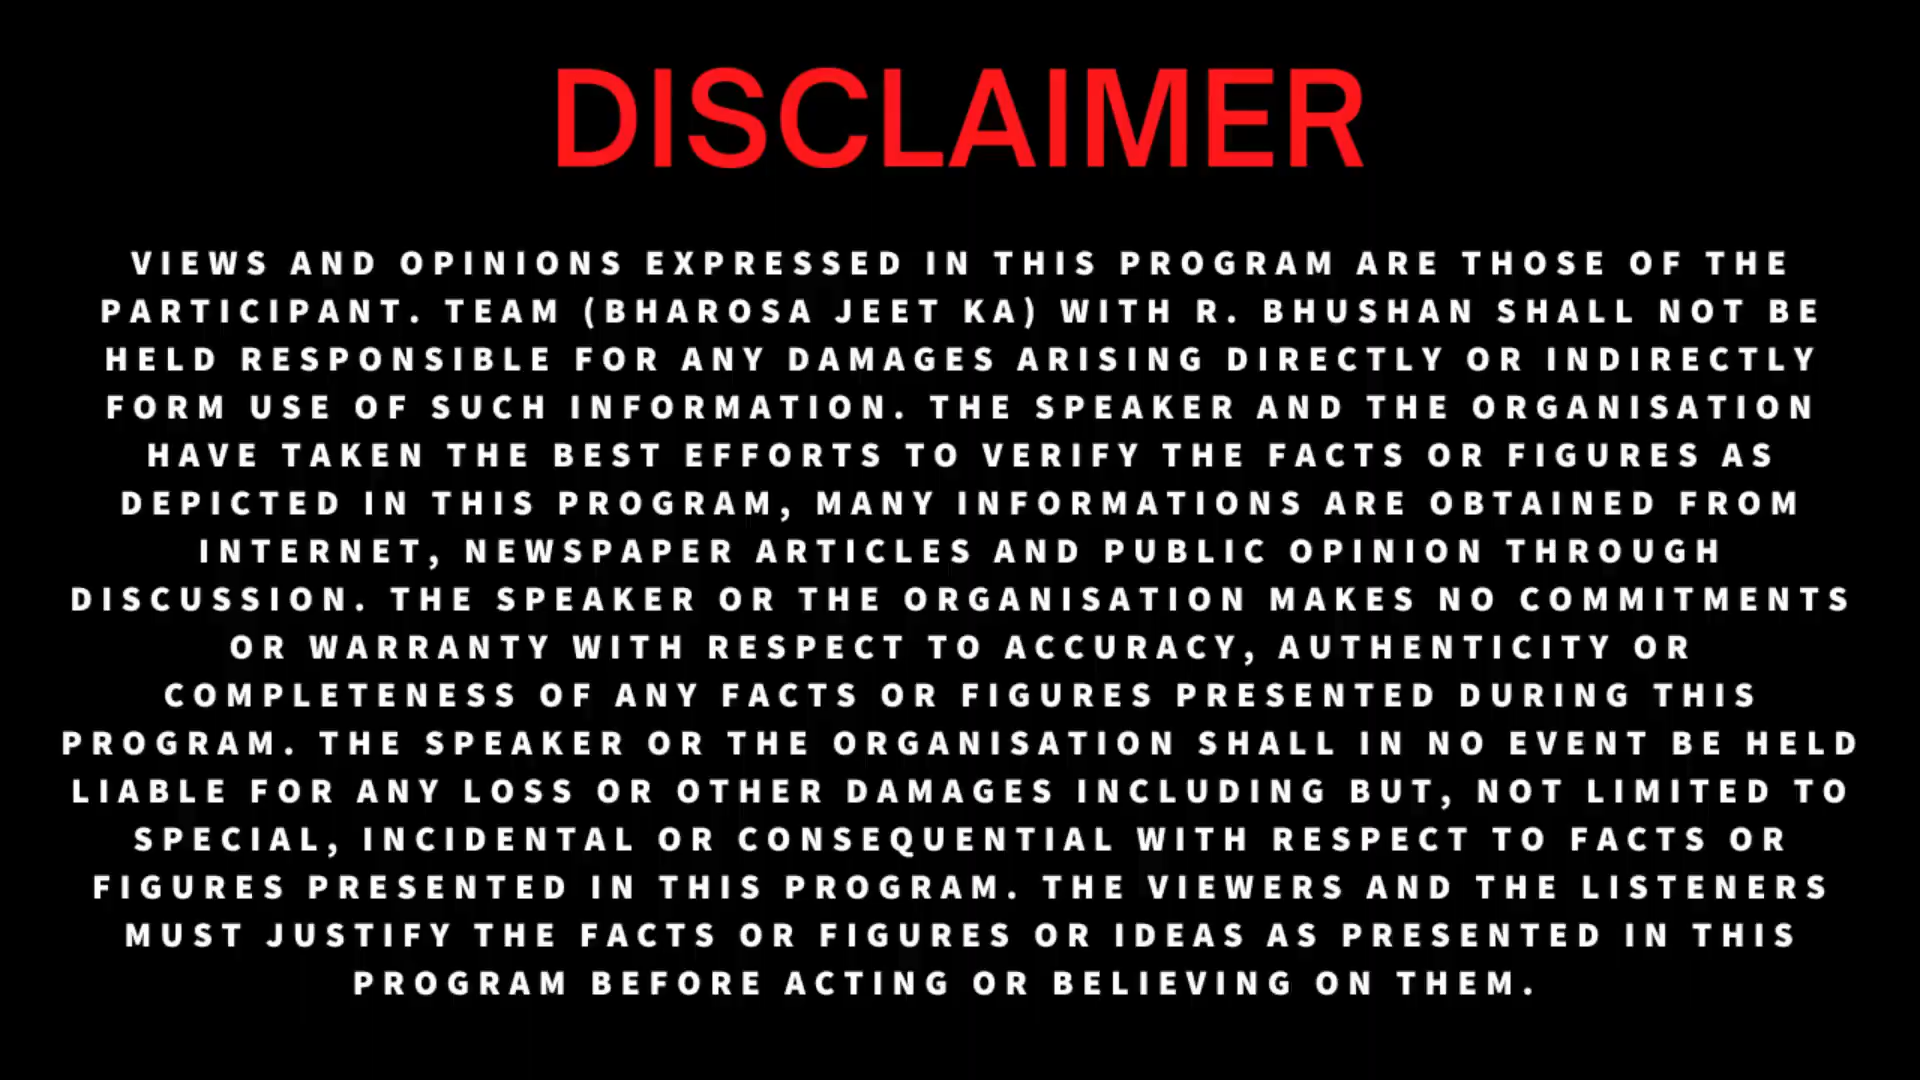 DISCLAIMER
VIEWS AND OPINIONS EXPRESSED IN THIS PROGRAM ARE THOSE OF THE
PARTICIPANT. TEAM (BHAROSA JEET KA) WITH R. BHUSHAN SHALL NOT BE
HELD RESPONSIBLE FOR ANY DAMAGES ARISING DIRECTLY OR INDIRECTLY
FORM USE OF SUCH INFORMATION. THE SPEAKER AND THE ORGANISATION
HAVE TAKEN THE BEST EFFORTS TO VERIFY THE FACTS OR FIGURES AS
DEPICTED IN THIS PROGRAM, MANY INFORMATIONS ARE OBTAINED FROM
INTERNET, NEWSPAPER ARTICLES AND PUBLIC OPINION THROUGH
DISCUSSION. THE SPEAKER OR THE ORGANISATION MAKES NO COMMITMENTS
OR WARRANTY WITH RESPECT TO ACCURACY, AUTHENTICITY OR
COMPLETENESS OF ANY FACTS OR FIGURES PRESENTED DURING THIS
PROGRAM. THE SPEAKER OR THE ORGANISATION SHALL IN NO EVENT BE HELD
LIABLE FOR ANY LOSS OR OTHER DAMAGES INCLUDING BUT, NOT LIMITED TO
SPECIAL, INCIDENTAL OR CONSEQUENTIAL WITH RESPECT TO FACTS OR
FIGURES PRESENTED IN THIS PROGRAM. THE VIEWERS AND THE LISTENERS
MUST JUSTIFY THE FACTS OR FIGURES OR IDEAS AS PRESENTED IN THIS
PROGRAM BEFORE ACTING OR BELIEVING ON THEM.